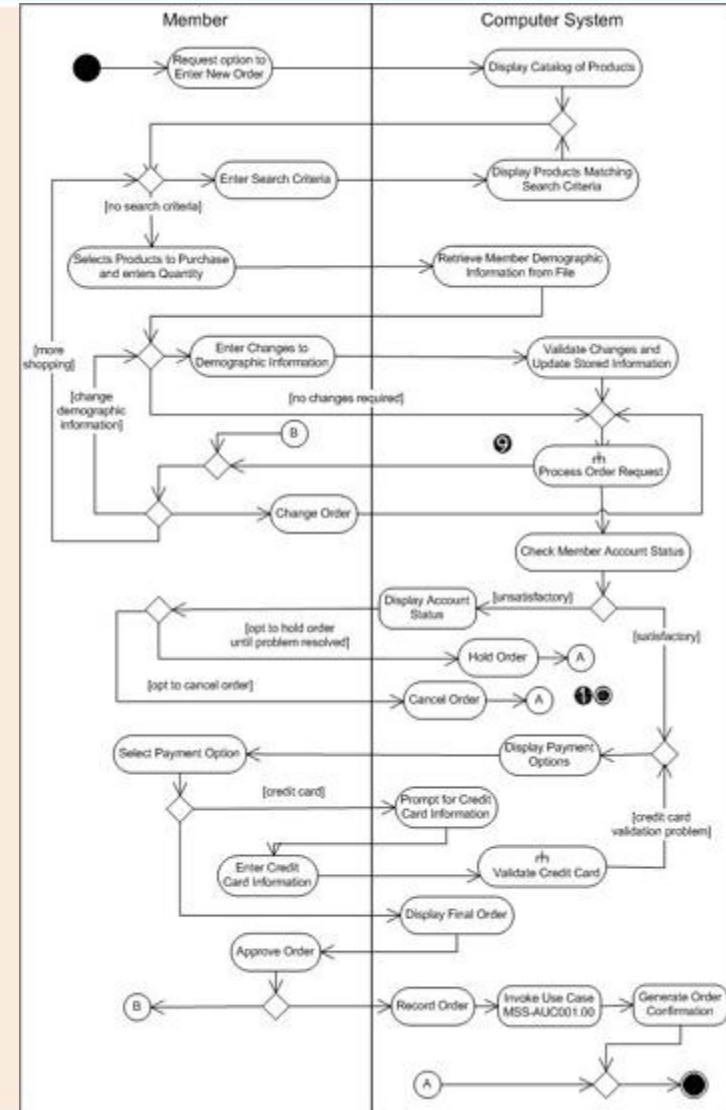 Member
Computer System
Request option to
Enter New Order
Display Catalog of Products
Enter Search Criteria
Display Products Matching
Search Criteria
[no search criteria]
Selects Products to Purchase
and enters Quantity
Retrieve Member Demographic
Information from File
[more
shopping]
Enter Changes to
Demographic Information
Validate Changes and
Update Stored Information
[change
demographic
information]
[no changes required]
B
9
Process Order Request
Change Order
Check Member Account Status
Display Account
Status
[unsatisfactory]
[satisfactory]
[opt to hold order
until problem resolved]
Hold Order
A
[opt to cancel order]
Cancel Order
A
Select Payment Option
Display Payment
Options
[credit card]
Prompt for Credit
Card Information
[credit card
validation problem]
Enter Credit
Card Information
Validate Credit Card
Display Final Order
Approve Order
B
Record Order
Invoke Use Case
MSS-AUC001.00
Generate Order
Confirmation
A